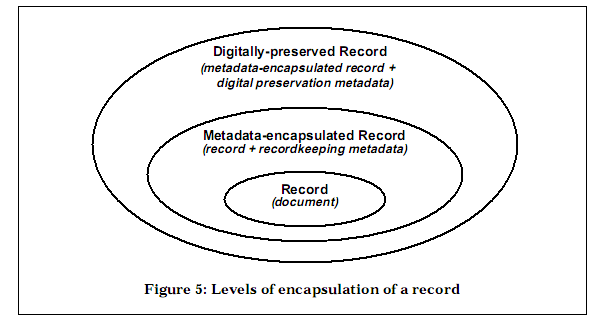 Digitally-preserved Record
(metadata-encapsulated record +
digital preservation metadata)
Metadata-encapsulated Record
(record + recordkeeping metadata)
Record
(document)
Figure 5: Levels of encapsulation of a record